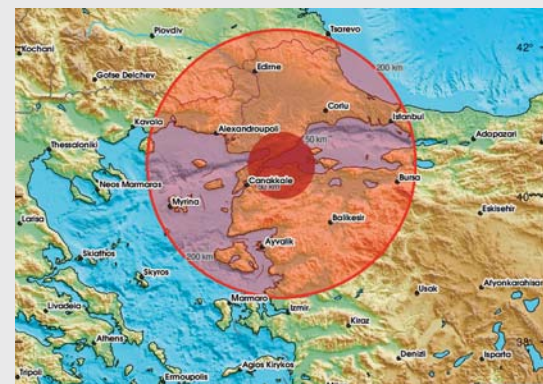 Tsarevo
Plovdiv
42°
Kochani
Edirne
200 km
Gotse Delchev
Corlu
Istanbul
Kavala
Alexandroupoli
50 km
Adapazari
Thessaloniki
Canakkale
Bursa
Neos Marmaras
40°
Myrina
Eskisehir
Balikesir
Larisa
Ayvalik
Skiathos
200 km
Skyros
Afyonkarahisar
Usak
Marmaro
Izmir
Livadeia
Kiraz
Athens
38°
Denizli
Isparta
Tripoli
Agios Kirykos
Ermoupolis